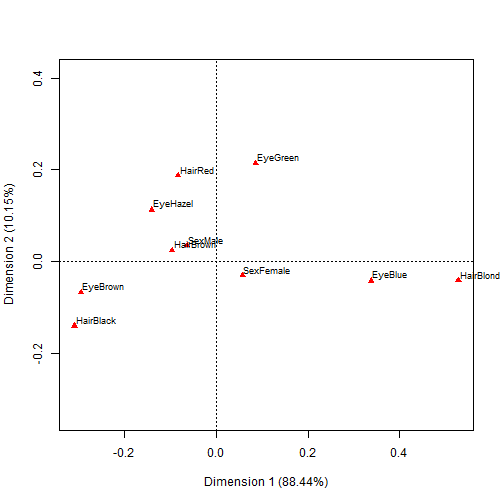 0.4
0.2
0.0
-0.2
Dimension 2 (10.15%)
EyeGreen
HairRed
EyeHazel
SexMale
HairBrown
SexFemale
EyeBlue
HairBlond
EyeBrown
HairBlack
-0.2
0.0
0.2
0.4
Dimension 1 (88.44%)